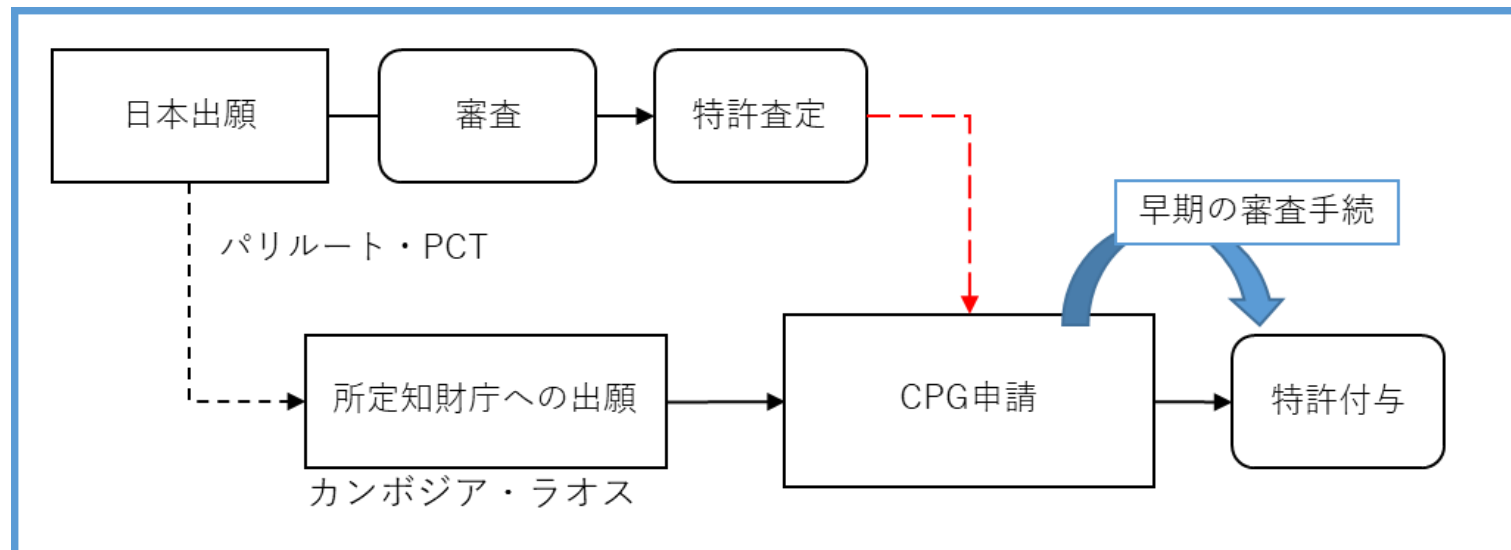 日本出願
審査
特許査定
早期の審査手続
パリルート・PCT
所定知財庁への出願
CPG申請
特許付与
カンボジア・ラオス